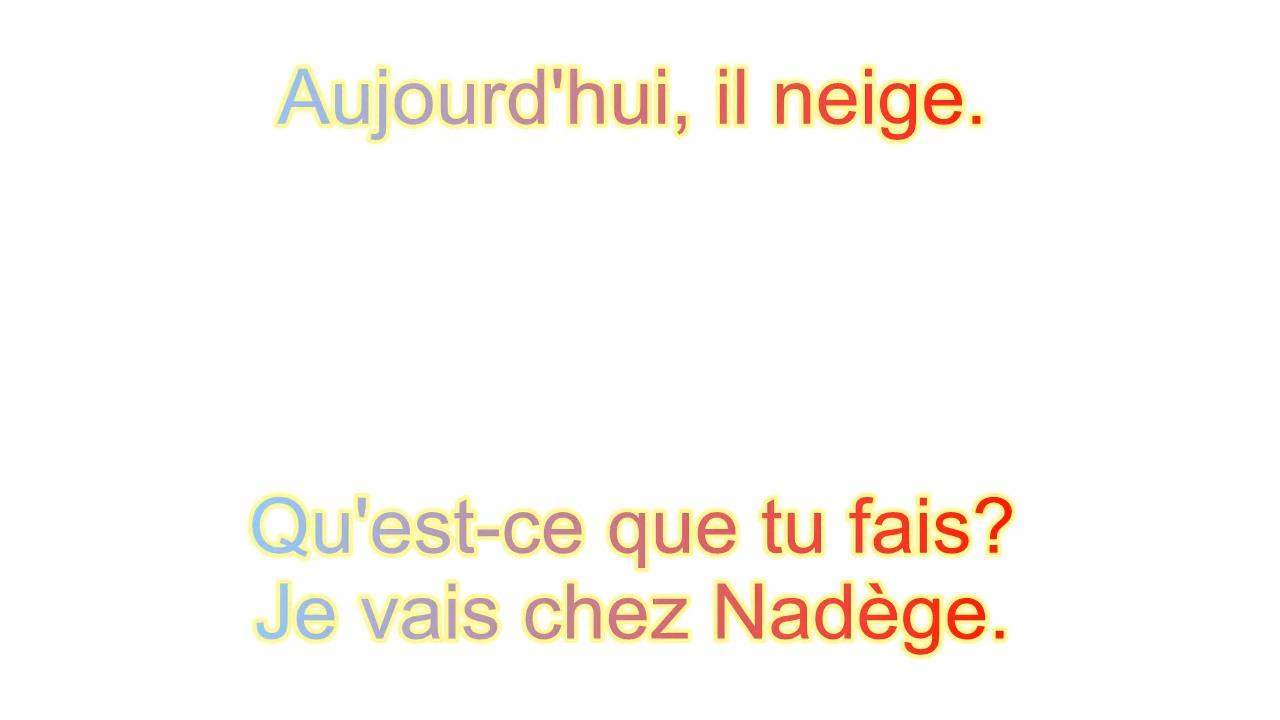 Aujourd'hui, il neige.
Qu'est-ce que tu fais?
Je vais chez Nadège.